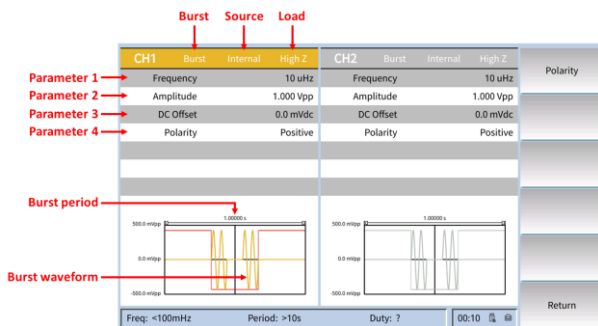 Burst Source Load
CH1 Burst Internal High Z CH2 Burst Internal High Z Polarity
Parameter 1 Frequency 10 uHz Frequency 10 uHz
Parameter 2 Amplitude 1.000 Vpp Amplitude 1.000 Vpp
Parameter 3 DC Offset 0.0 mVdc DC Offset 0.0 mVdc
Parameter 4 Polarity Positive Polarity Positive
Burst period
1.00000 s 1.00000 s
500.0 mVpp 500.0 mVpp
0.0 mVpp 0.0 mVpp
Burst waveform
-500.0 mVpp -500.0 mVpp
Return
Freq: <100mHz Period: >10s Duty: ? 00:10